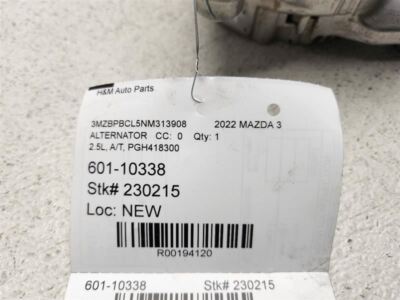 H&M Auto Parts
3MZBPBCL5NM313908 2022 MAZDA 3
ALTERNATOR CC: 0 Qty: 1
2.5L, A/T, PGH418300
601-10338
Stk# 230215
Loc: NEW
R00194120
601-10338 Stk# 230215